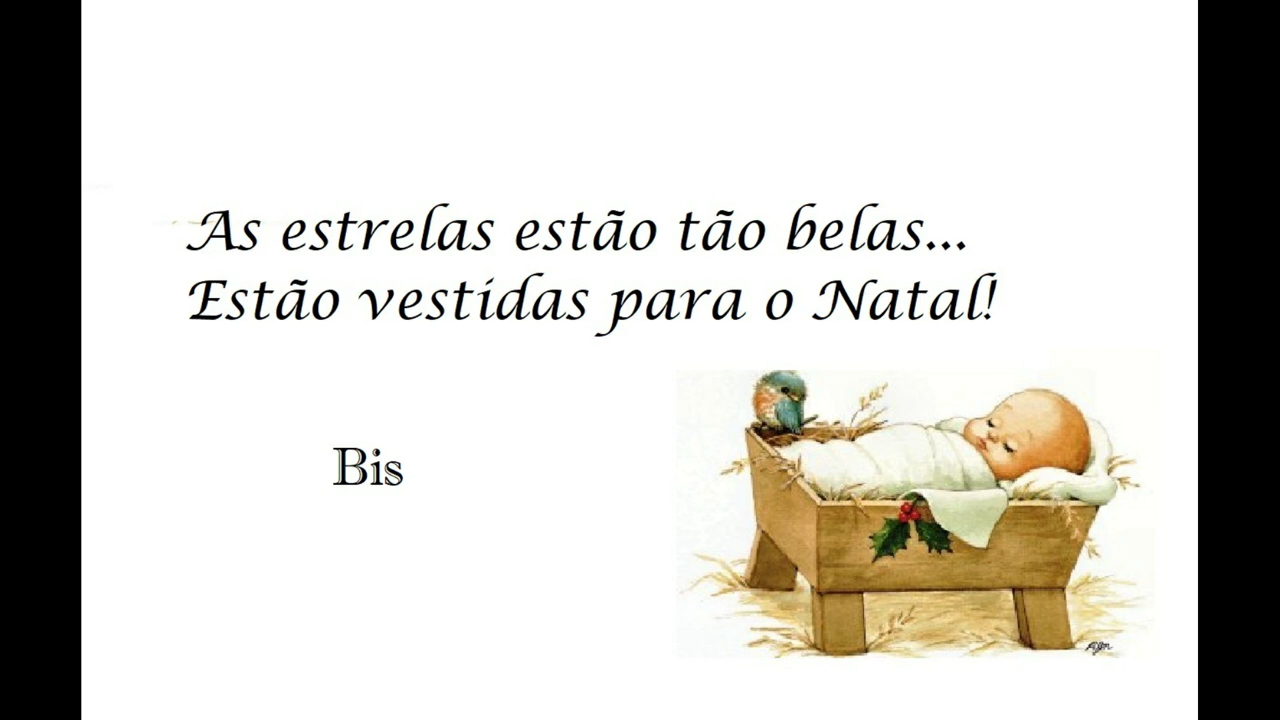 As estrelas estão tão belas...
Estão vestidas para o Natal!
Bis